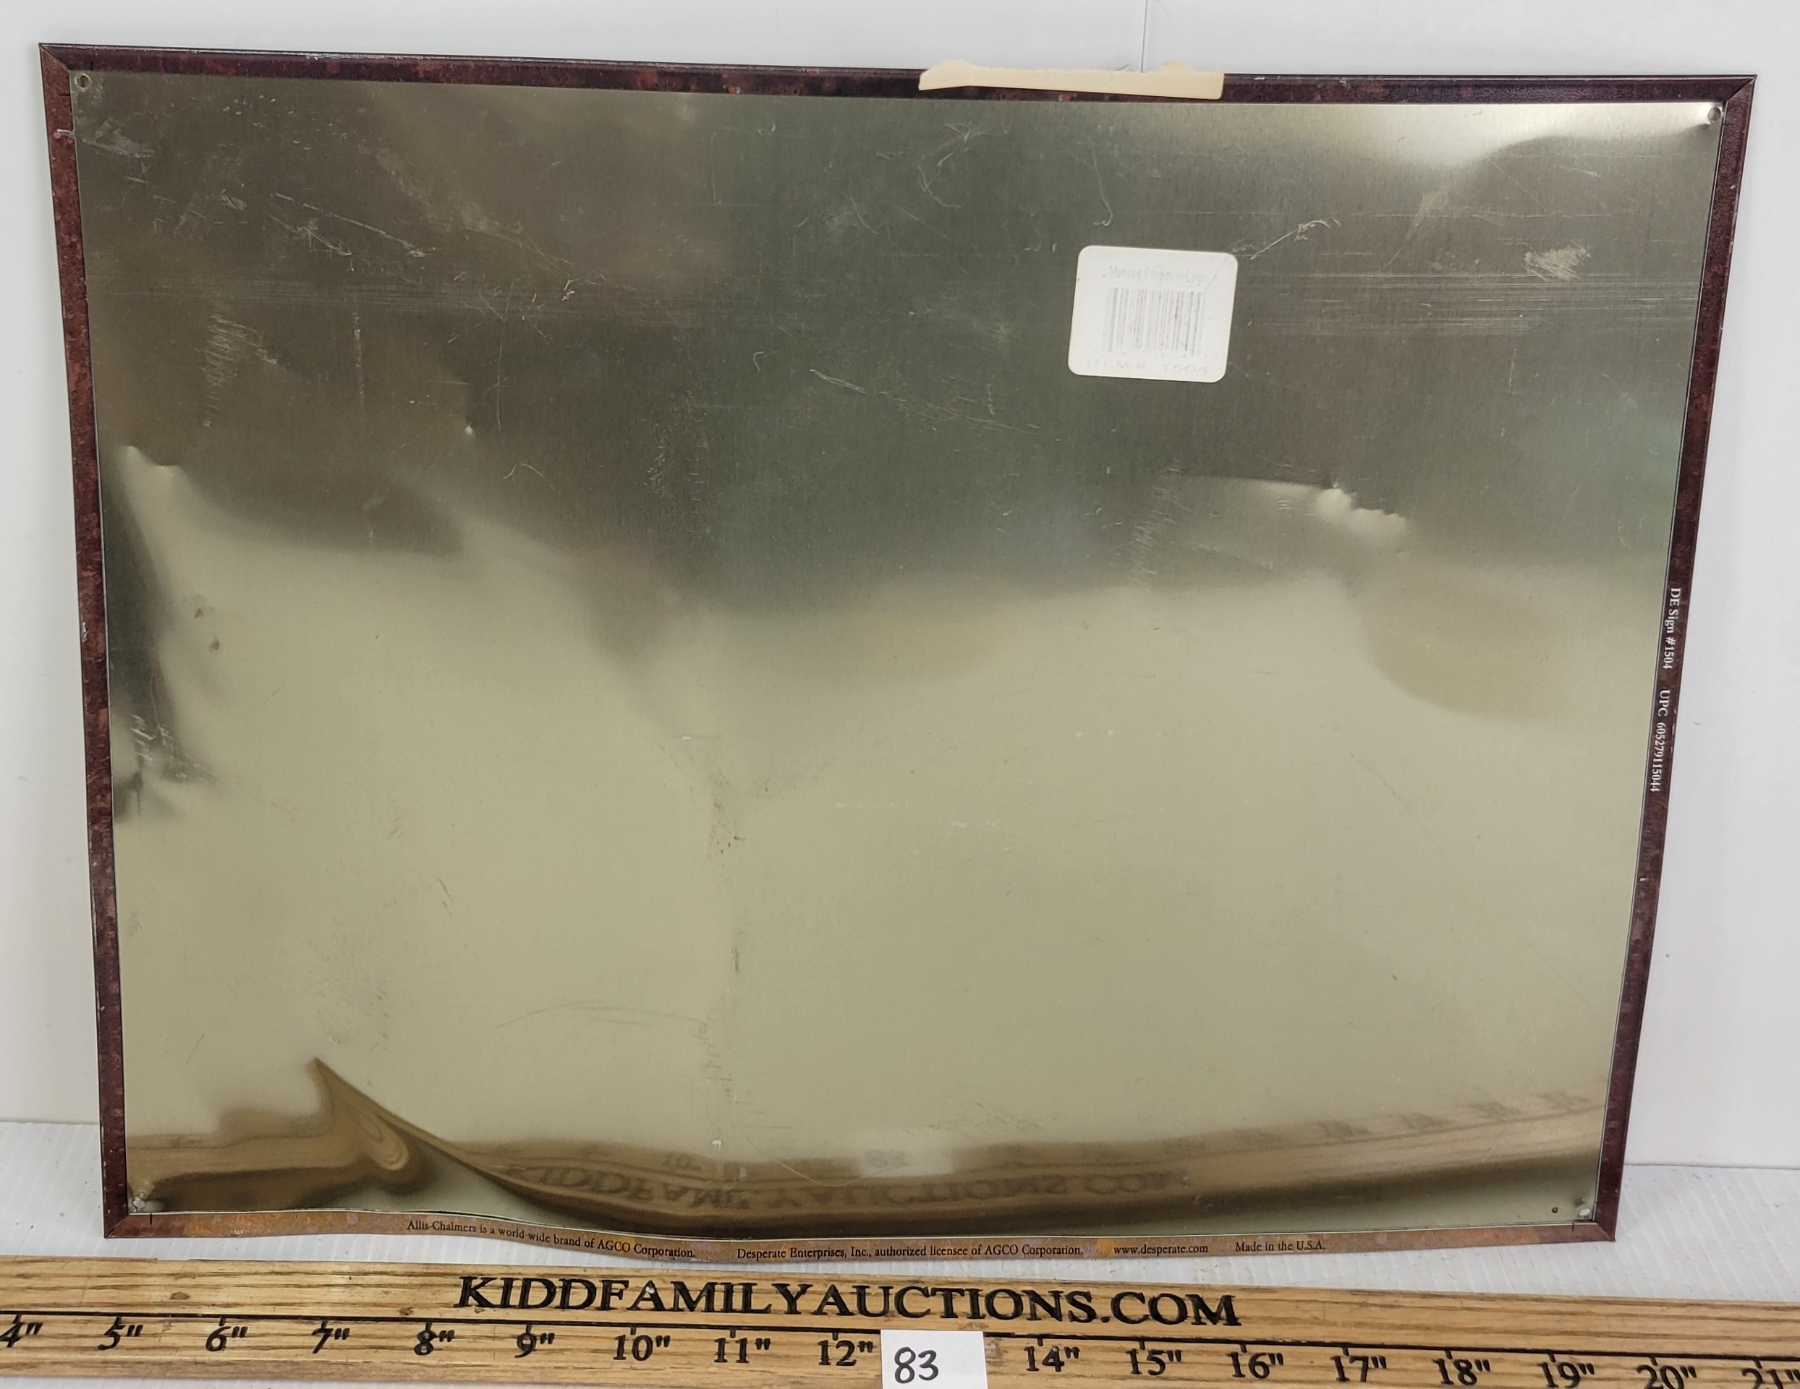 DE Sign #1504 UPC 605279115044
Allis-Chalmers is a world-wide brand of AGCO Corporation. Desperate Enterprises, Inc., authorized licensee of AGCO Corporation. www.desperate.com Made in the U.S.A.
KIDDFAMILYAUCTIONS.COM
4" 5" 6" 7" 8" 9" 10" 11" 12" 83 14" 15" 16" 17" 18" 19" 20" 21"